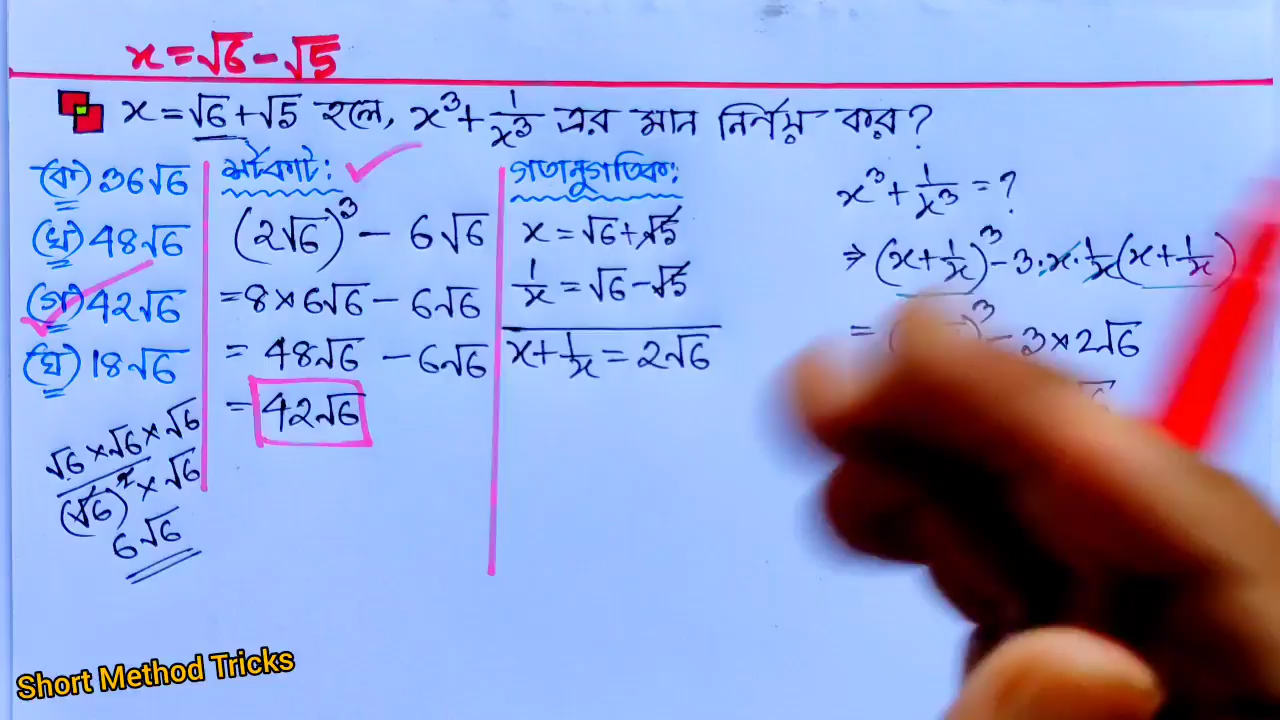 x=√6-√5
x=√6+√5 হলে, x³+1/x³ এর মান নির্ণয় কর?
(ক) 36√6
(খ) 48√6
(গ) 42√6
(ঘ) 18√6
√6×√6×√6
(√6)²×√6
6√6
শর্টকাট:
(2√6)³-6√6
=8×6√6-6√6
=48√6-6√6
=42√6
গতানুগতিক:
x=√6+√5
1/x=√6-√5
x+1/x=2√6
x³+1/x³=?
⇒(x+1/x)³-3·x·1/x(x+1/x)
= ( )³-3×2√6
Short Method Tricks